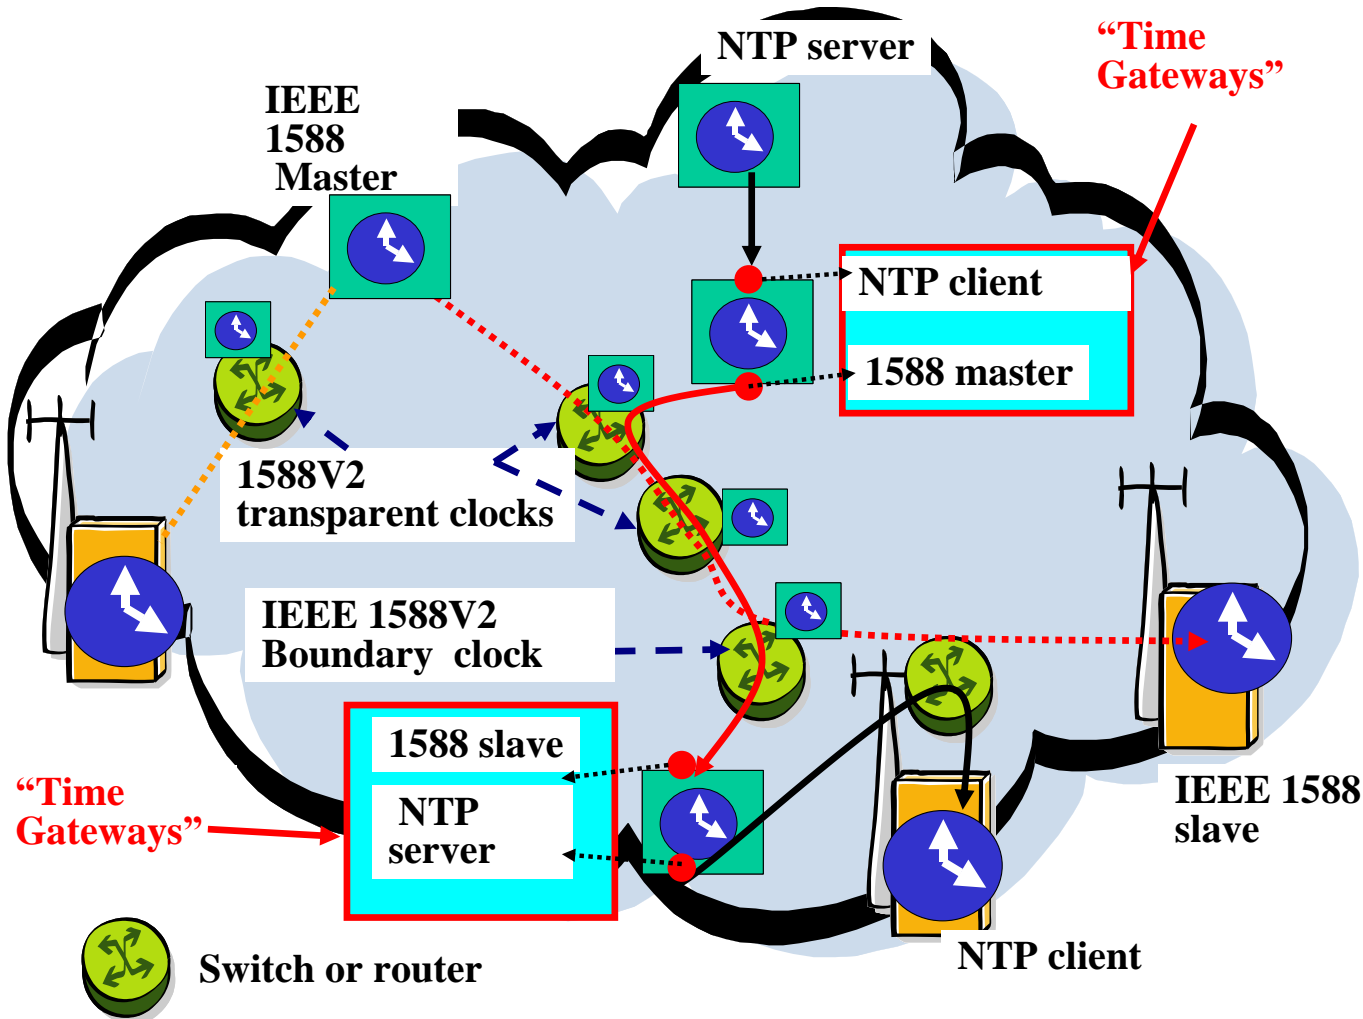 NTP server
“Time
Gateways”
IEEE
1588
Master
NTP client
1588 master
1588V2
transparent clocks
IEEE 1588V2
Boundary clock
1588 slave
NTP
server
“Time
Gateways”
IEEE 1588
slave
NTP client
Switch or router